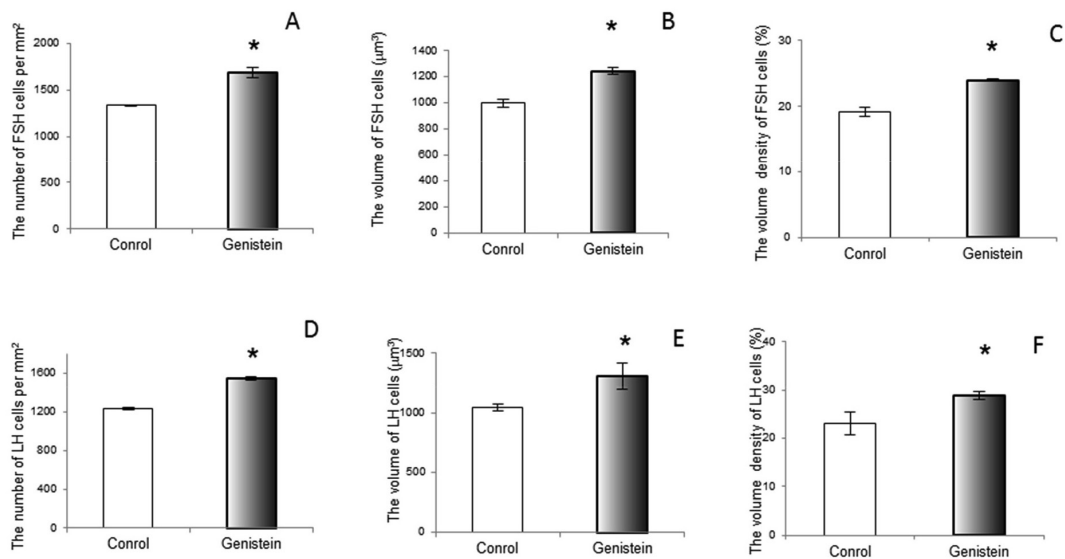 A
The number of FSH cells per mm²
2000
1500
1000
500
0
*
Conrol
Genistein
B
The volume of FSH cells (µm³)
1400
1200
1000
800
600
400
200
0
*
Conrol
Genistein
C
The volume density of FSH cells (%)
30
20
10
0
*
Conrol
Genistein
D
The number of LH cells per mm²
1600
1200
800
400
0
*
Conrol
Genistein
E
The volume of LH cells (µm³)
1500
1000
500
0
*
Conrol
Genistein
F
The volume density of LH cells (%)
40
30
20
10
0
*
Conrol
Genistein